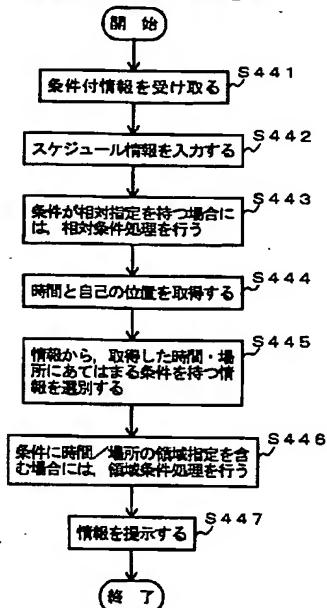 開 始
条件付情報を受け取る
S441
スケジュール情報を入力する
S442
条件が相対指定を持つ場合に
は，相対条件処理を行う
S443
時間と自己の位置を取得する
S444
情報から，取得した時間・場
所にあてはまる条件を持つ情
報を選別する
S445
条件に時間／場所の領域指定を含
む場合には，領域条件処理を行う
S446
情報を提示する
S447
終 了